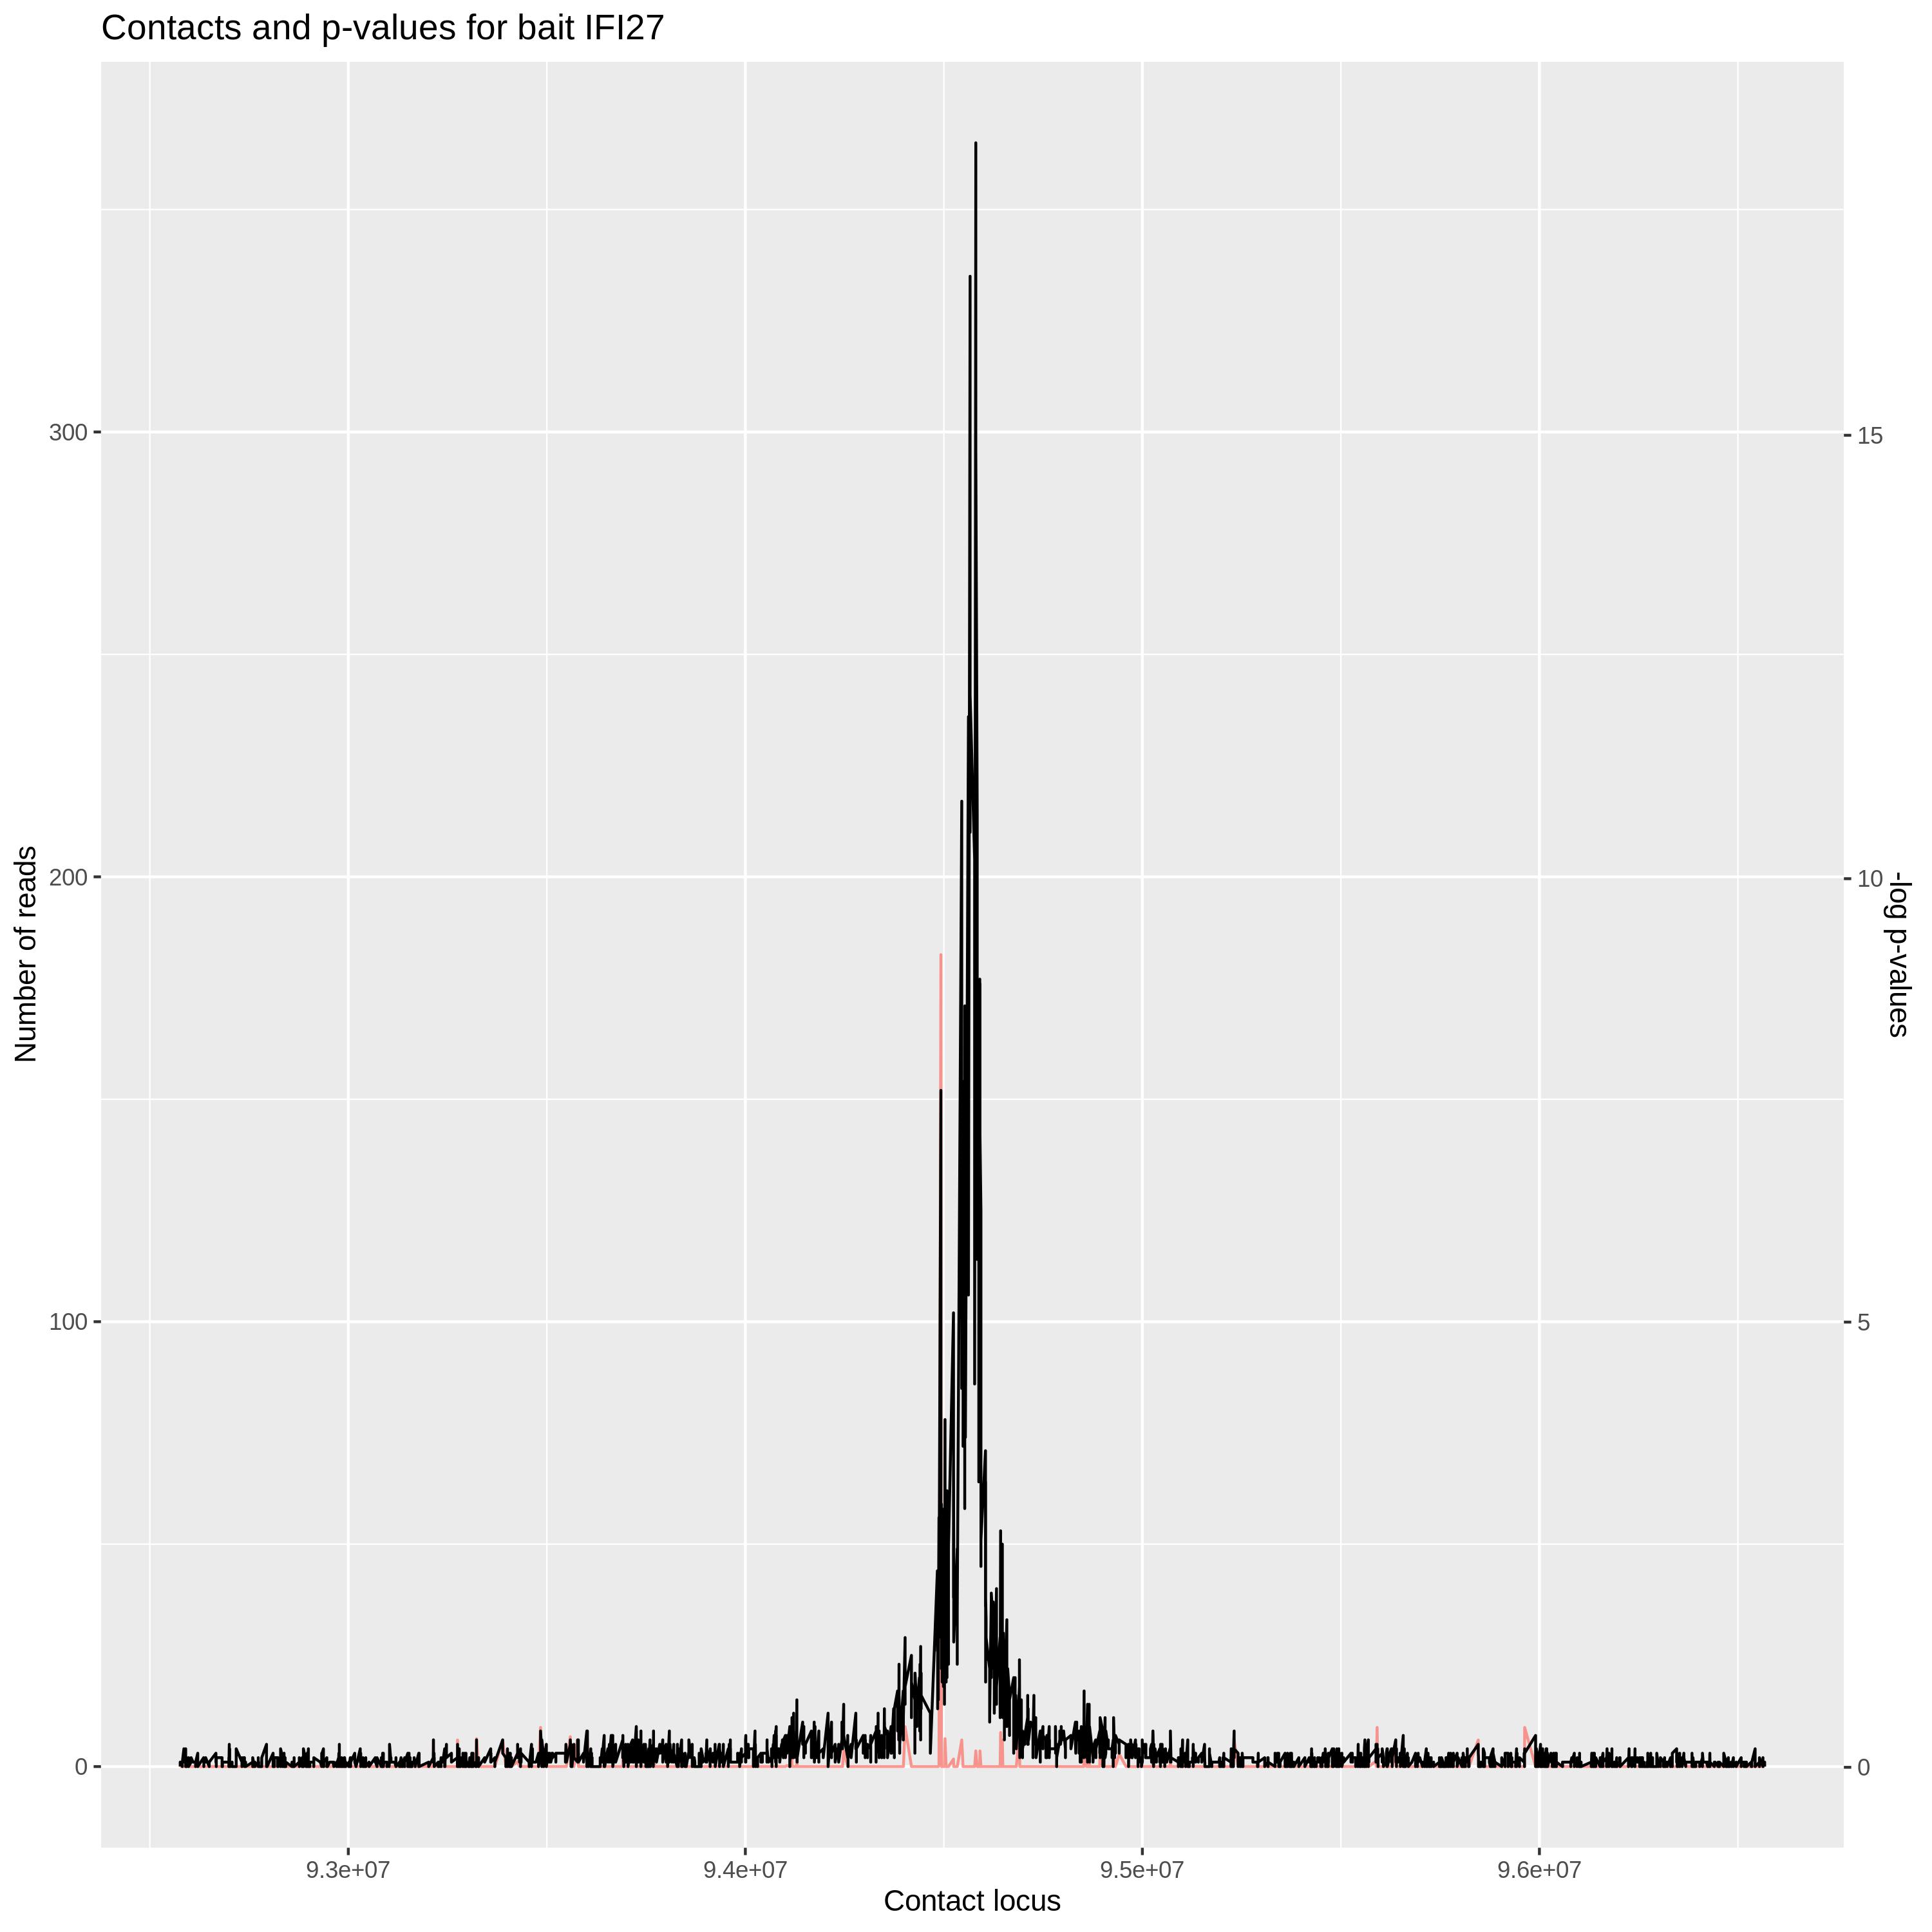 Contacts and p-values for bait IFI27
Number of reads
300
200
100
0
15
10
5
0
-log p-values
9.3e+07
9.4e+07
9.5e+07
9.6e+07
Contact locus